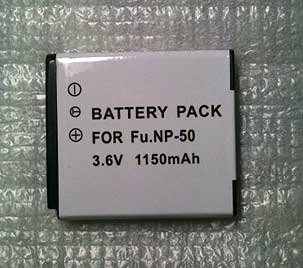 BATTERY PACK
FOR Fu.NP-50
3.6V 1150mAh